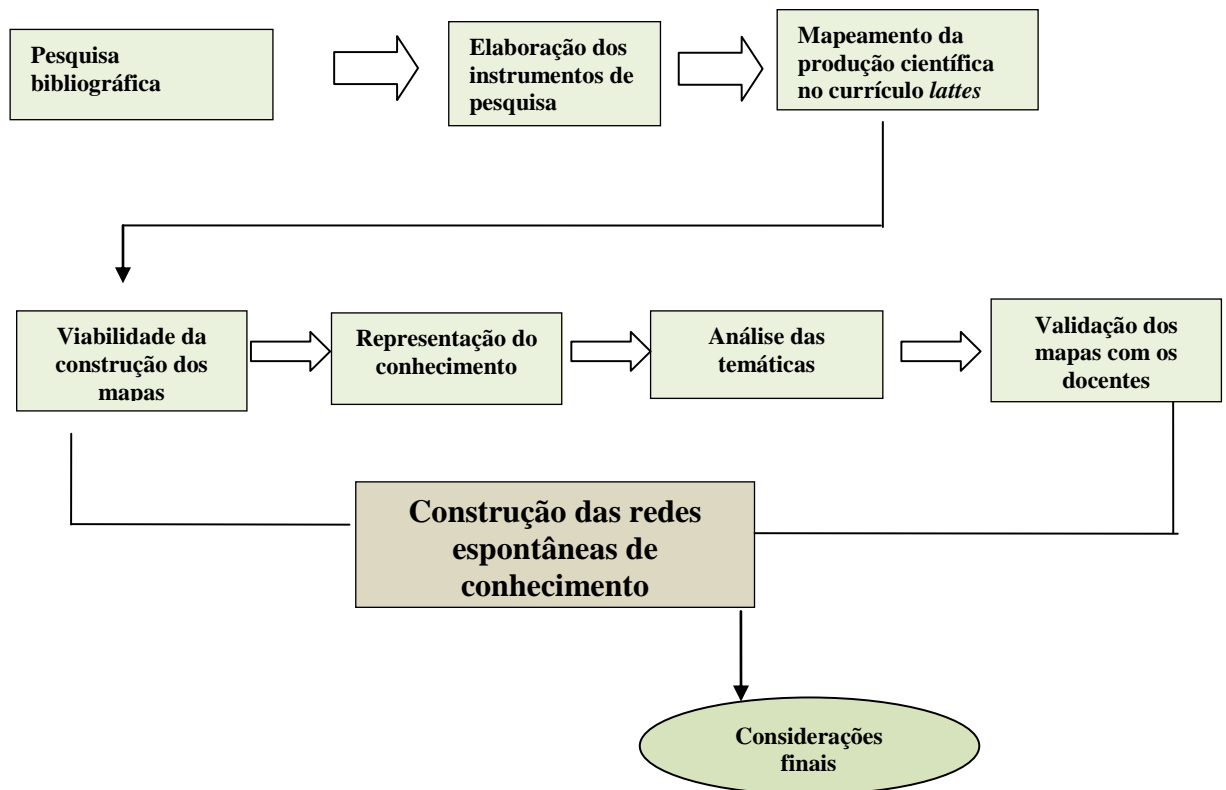 Pesquisa
bibliográfica
Elaboração dos
instrumentos de
pesquisa
Mapeamento da
produção científica
no currículo lattes
Viabilidade da
construção dos
mapas
Representação do
conhecimento
Análise das
temáticas
Validação dos
mapas com os
docentes
Construção das redes
espontâneas de
conhecimento
Considerações
finais